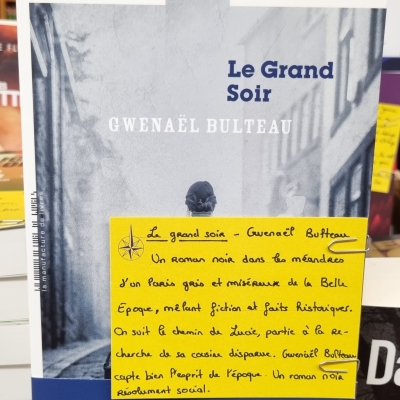 Le Grand
Soir
GWENAËL BULTEAU
la manufacture de livres
Le grand soir - Gwenaël Bulteau
Un roman noir dans les méandres
d'un Paris gris et miséreux de la Belle
Epoque, mêlant fiction et faits historiques.
On suit le chemin de Lucie, partie à la re-
cherche de sa cousine disparue. Gwenaël Bulteau
capte bien l'esprit de l'époque. Un roman noir
résolument social.
Da